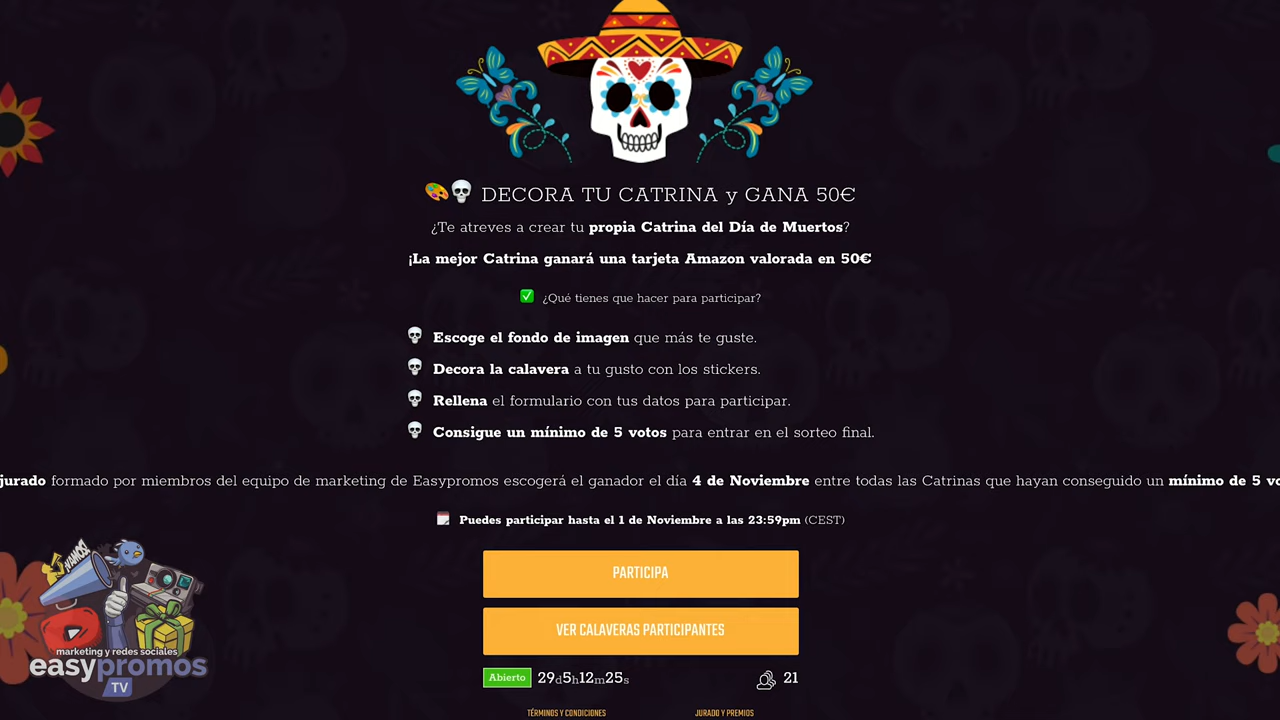 DECORA TU CATRINA y GANA 50€
¿Te atreves a crear tu propia Catrina del Día de Muertos?
¡La mejor Catrina ganará una tarjeta Amazon valorada en 50€
¿Qué tienes que hacer para participar?
Escoge el fondo de imagen que más te guste.
Decora la calavera a tu gusto con los stickers.
Rellena el formulario con tus datos para participar.
Consigue un mínimo de 5 votos para entrar en el sorteo final.
jurado formado por miembros del equipo de marketing de Easypromos escogerá el ganador el día 4 de Noviembre entre todas las Catrinas que hayan conseguido un mínimo de 5 vo
Puedes participar hasta el 1 de Noviembre a las 23:59pm (CEST)
PARTICIPA
VER CALAVERAS PARTICIPANTES
Abierto 29d5h12m25s 21
TÉRMINOS Y CONDICIONES JURADO Y PREMIOS
¡VAMOS!
marketing y redes sociales
easypromos
TV